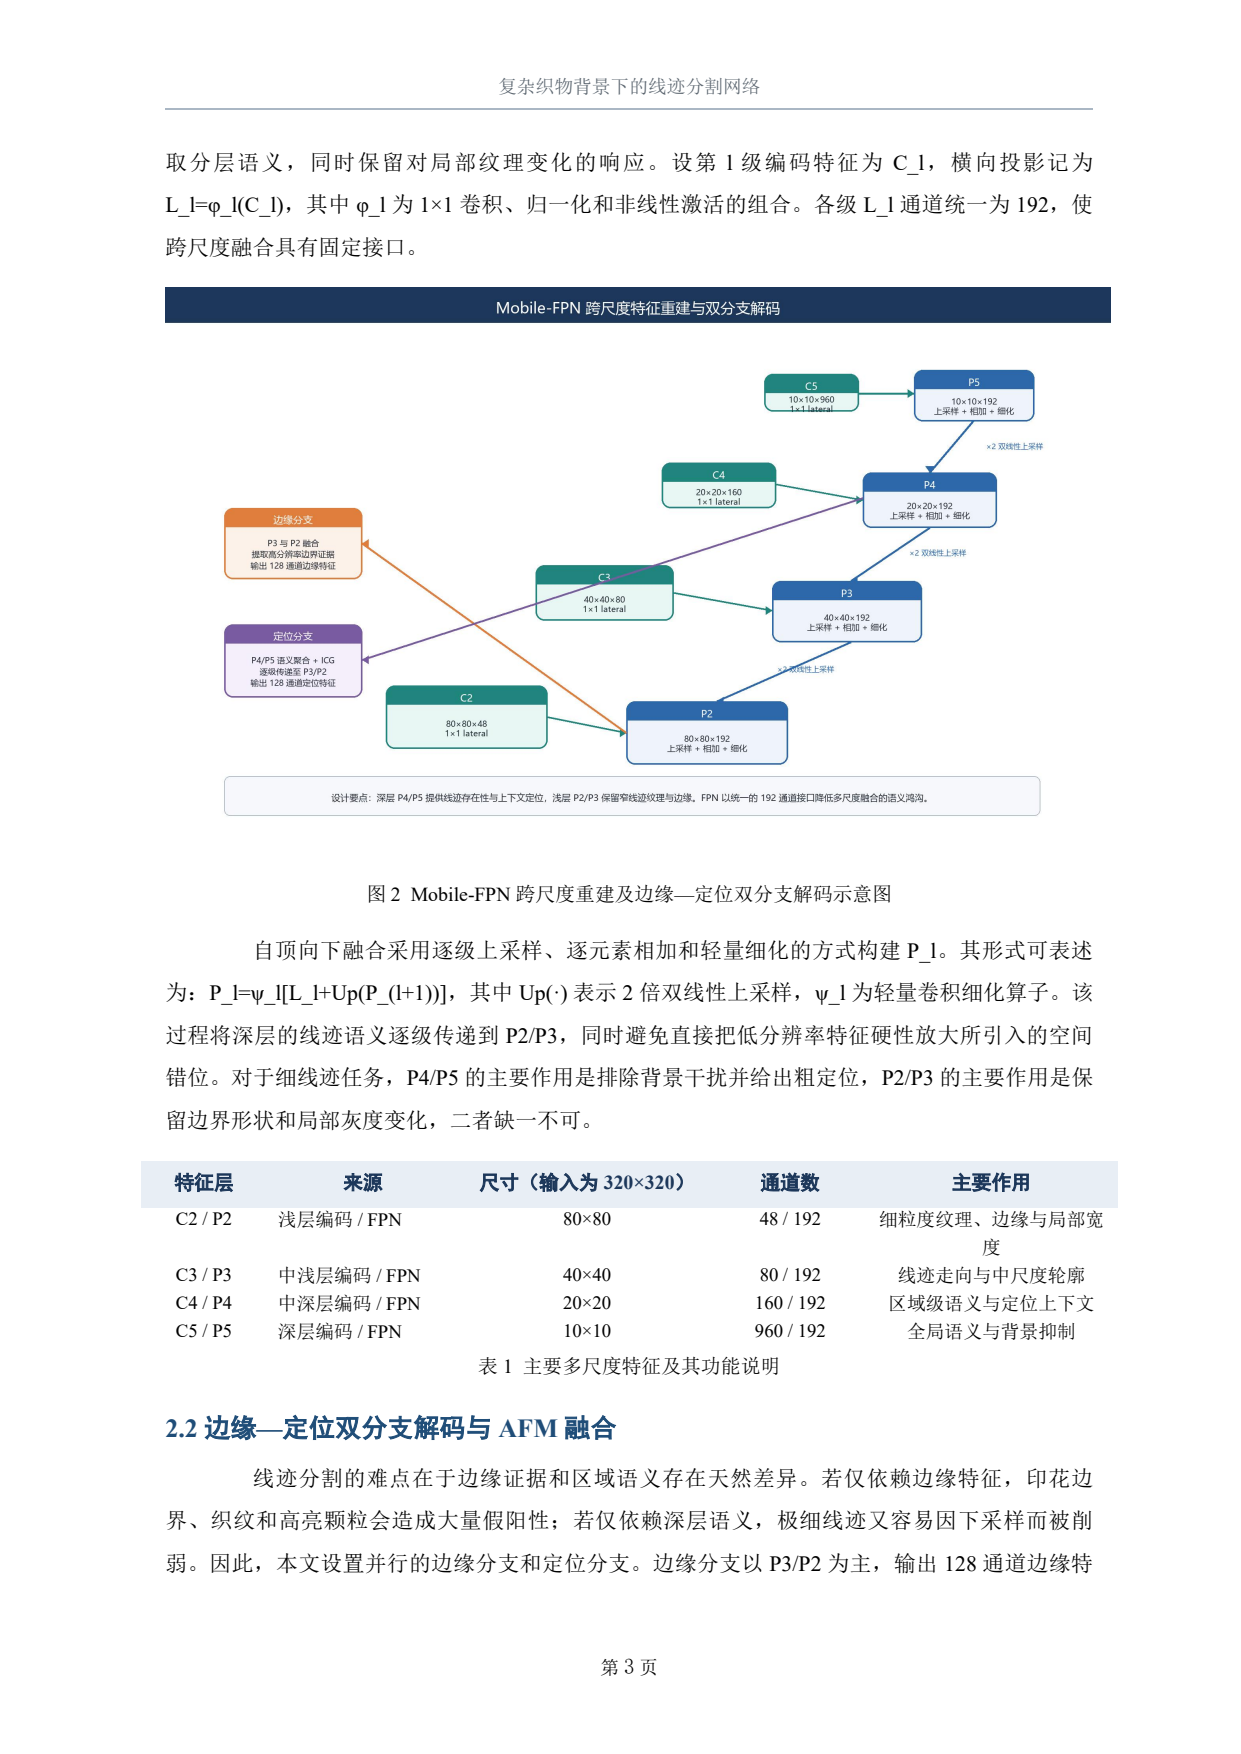 复杂织物背景下的线迹分割网络
取分层语义，同时保留对局部纹理变化的响应。设第 l 级编码特征为 C_l，横向投影记为
L_l=φ_l(C_l)，其中 φ_l 为 1×1 卷积、归一化和非线性激活的组合。各级 L_l 通道统一为 192，使
跨尺度融合具有固定接口。
Mobile-FPN 跨尺度特征重建与双分支解码
C5
10×10×960
1×1 lateral
P5
10×10×192
上采样 + 相加 + 细化
×2 双线性上采样
C4
20×20×160
1×1 lateral
P4
20×20×192
上采样 + 相加 + 细化
×2 双线性上采样
边缘分支
P3 与 P2 融合
提取高分辨率边界证据
输出 128 通道边缘特征
C3
40×40×80
1×1 lateral
P3
40×40×192
上采样 + 相加 + 细化
×2 双线性上采样
定位分支
P4/P5 语义聚合 + ICG
逐级传递至 P3/P2
输出 128 通道定位特征
C2
80×80×48
1×1 lateral
P2
80×80×192
上采样 + 相加 + 细化
设计要点：深层 P4/P5 提供线迹存在性与上下文定位，浅层 P2/P3 保留窄线迹纹理与边缘。FPN 以统一的 192 通道接口降低多尺度融合的语义鸿沟。
图 2 Mobile-FPN 跨尺度重建及边缘—定位双分支解码示意图
自顶向下融合采用逐级上采样、逐元素相加和轻量细化的方式构建 P_l。其形式可表述
为：P_l=ψ_l[L_l+Up(P_(l+1))]，其中 Up(·) 表示 2 倍双线性上采样，ψ_l 为轻量卷积细化算子。该
过程将深层的线迹语义逐级传递到 P2/P3，同时避免直接把低分辨率特征硬性放大所引入的空间
错位。对于细线迹任务，P4/P5 的主要作用是排除背景干扰并给出粗定位，P2/P3 的主要作用是保
留边界形状和局部灰度变化，二者缺一不可。
特征层 来源 尺寸（输入为 320×320） 通道数 主要作用
C2 / P2 浅层编码 / FPN 80×80 48 / 192 细粒度纹理、边缘与局部宽
度
C3 / P3 中浅层编码 / FPN 40×40 80 / 192 线迹走向与中尺度轮廓
C4 / P4 中深层编码 / FPN 20×20 160 / 192 区域级语义与定位上下文
C5 / P5 深层编码 / FPN 10×10 960 / 192 全局语义与背景抑制
表 1 主要多尺度特征及其功能说明
2.2 边缘—定位双分支解码与 AFM 融合
线迹分割的难点在于边缘证据和区域语义存在天然差异。若仅依赖边缘特征，印花边
界、织纹和高亮颗粒会造成大量假阳性；若仅依赖深层语义，极细线迹又容易因下采样而被削
弱。因此，本文设置并行的边缘分支和定位分支。边缘分支以 P3/P2 为主，输出 128 通道边缘特
第 3 页